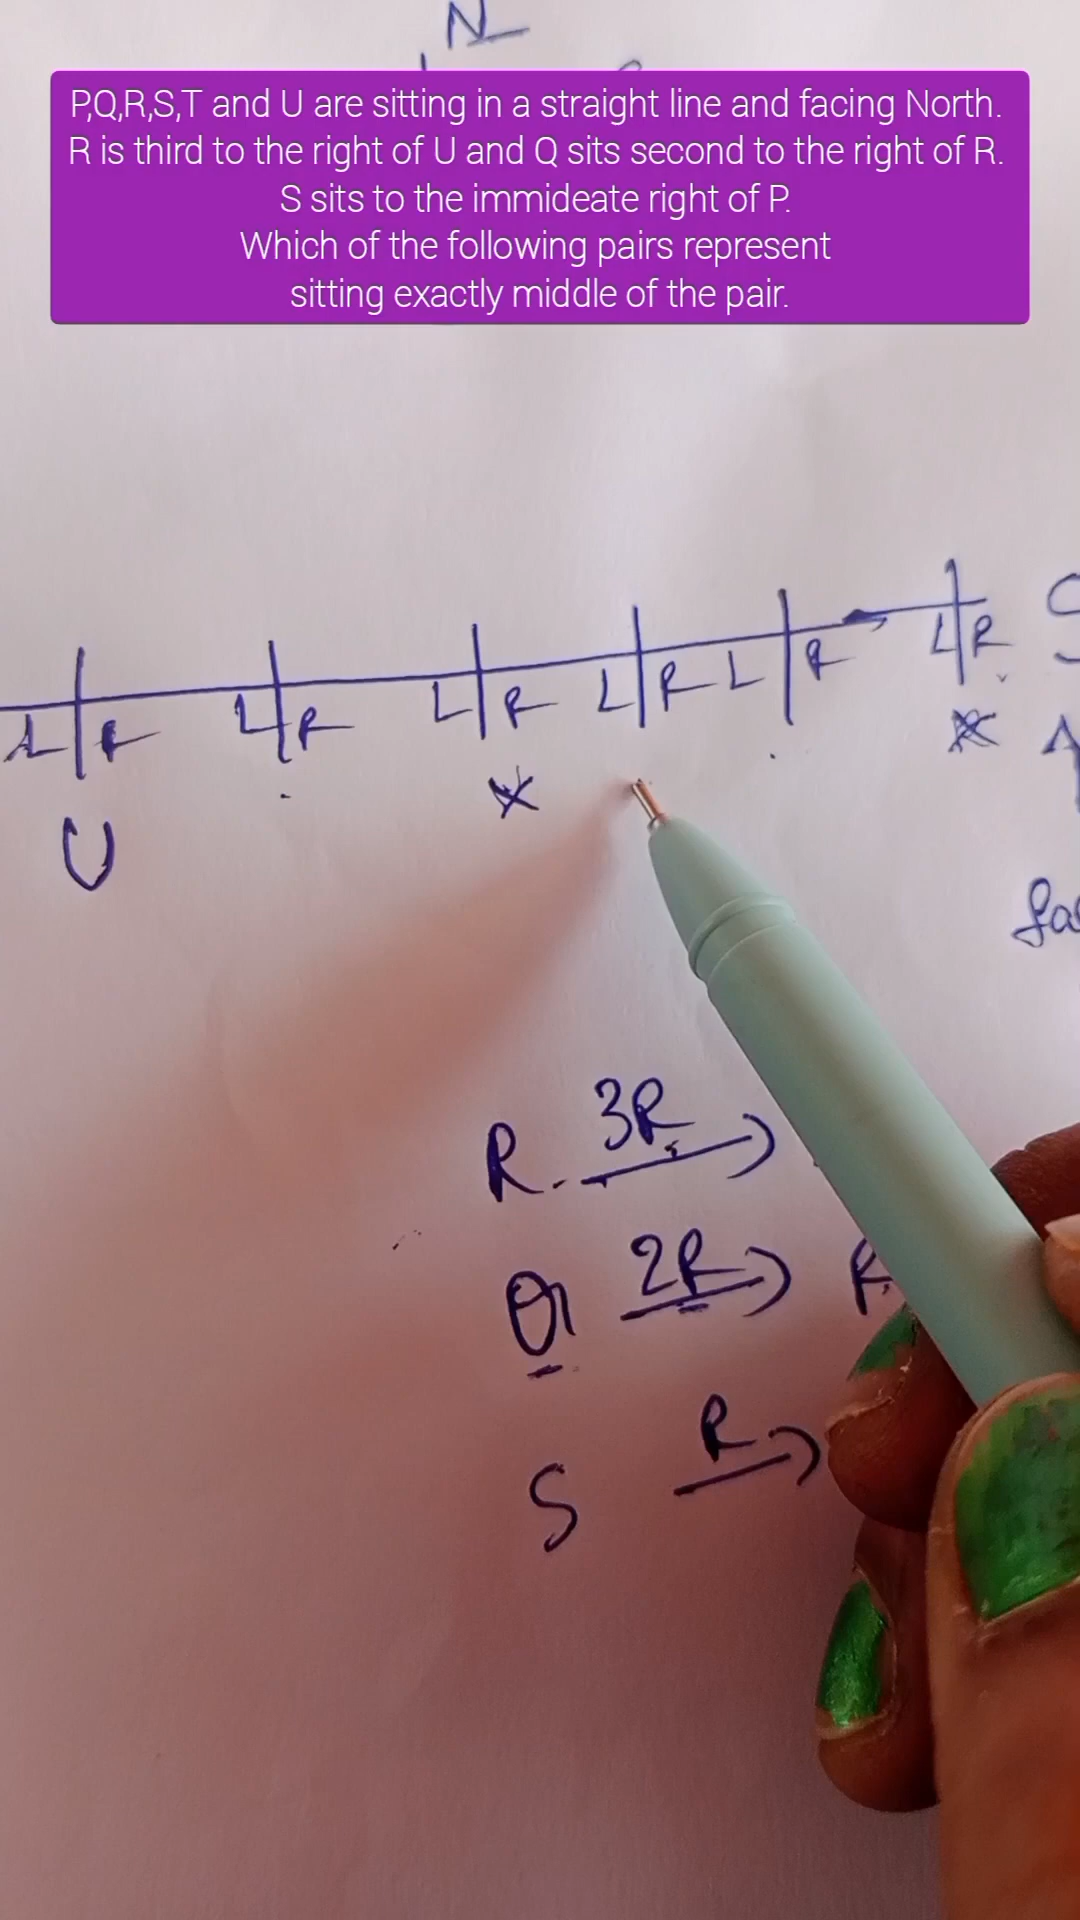 N
P,Q,R,S,T and U are sitting in a straight line and facing North.
R is third to the right of U and Q sits second to the right of R.
S sits to the immideate right of P.
Which of the following pairs represent
sitting exactly middle of the pair.
L R L R L R L R L R L R S
U
3R
R
2R
Q R
R
S